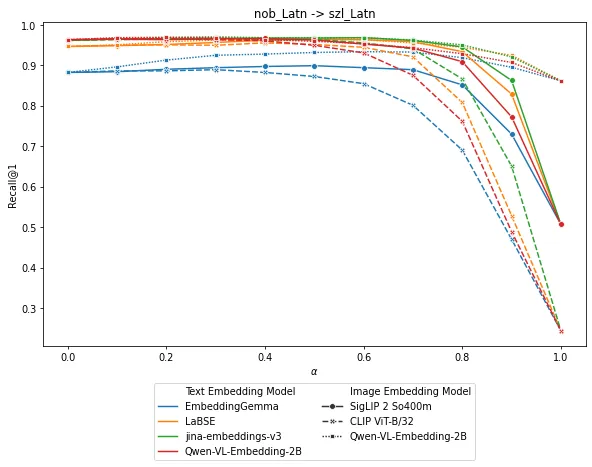 nob_Latn -> szl_Latn
1.0
0.9
0.8
0.7
0.6
0.5
0.4
0.3
Recall@1
0.0 0.2 0.4 0.6 0.8 1.0
α
Text Embedding Model
EmbeddingGemma
LaBSE
jina-embeddings-v3
Qwen-VL-Embedding-2B
Image Embedding Model
SigLIP 2 So400m
CLIP ViT-B/32
Qwen-VL-Embedding-2B